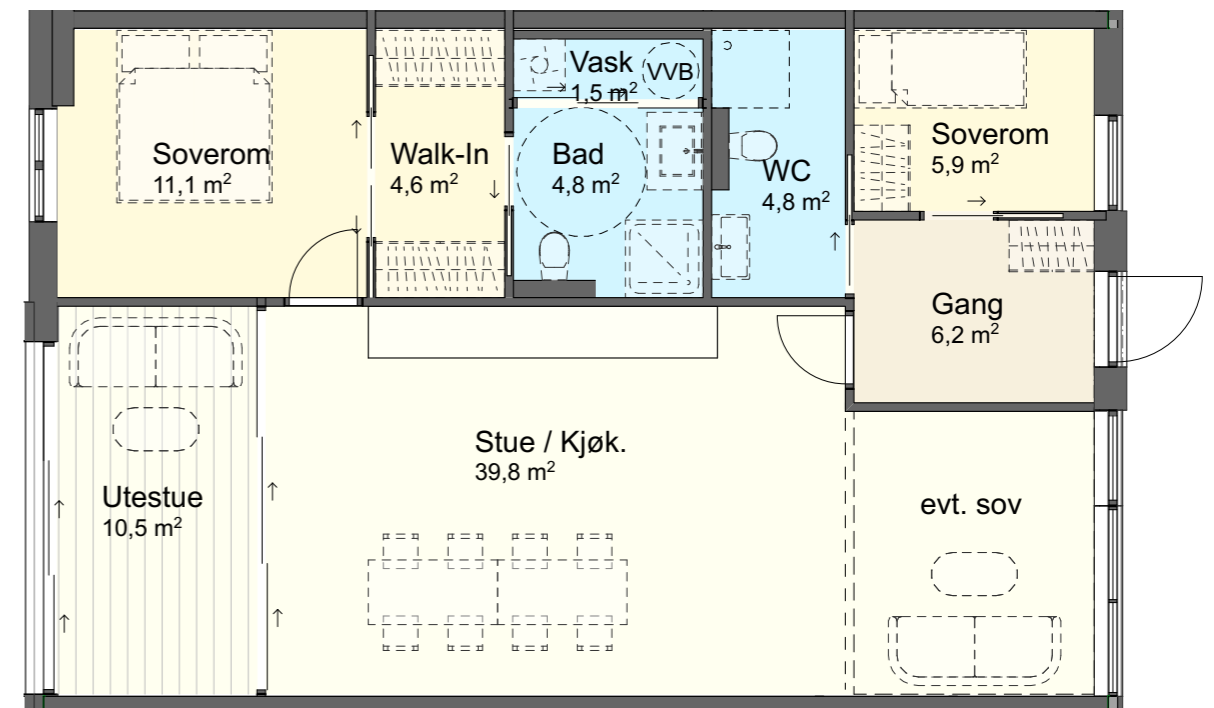 Vask
1,5 m²
VVB
Soverom
11,1 m²
Walk-In
4,6 m²
Bad
4,8 m²
WC
4,8 m²
Soverom
5,9 m²
Gang
6,2 m²
Stue / Kjøk.
39,8 m²
Utestue
10,5 m²
evt. sov